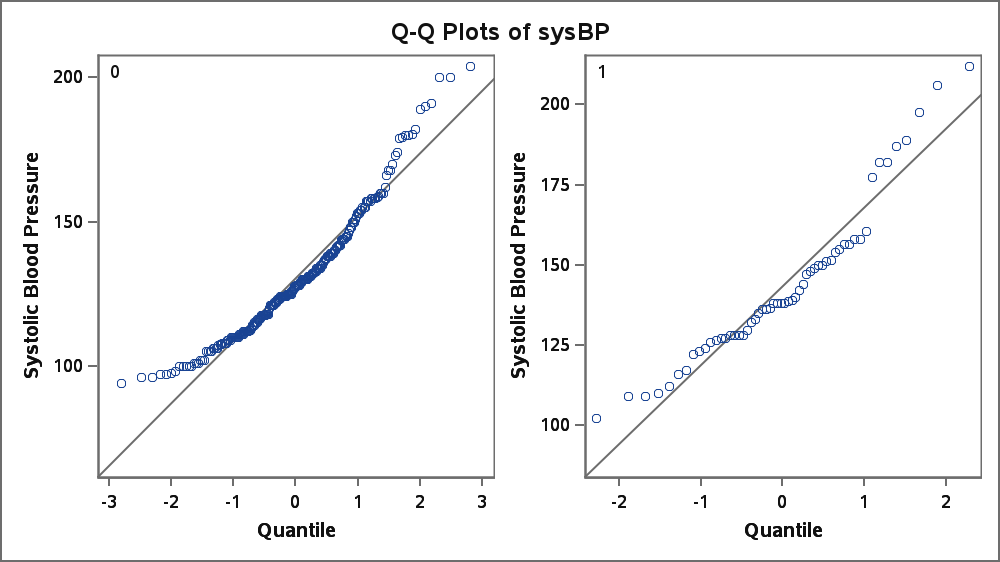 Q-Q Plots of sysBP
0
200
150
100
Systolic Blood Pressure
-3 -2 -1 0 1 2 3
Quantile
1
200
175
150
125
100
Systolic Blood Pressure
-2 -1 0 1 2
Quantile